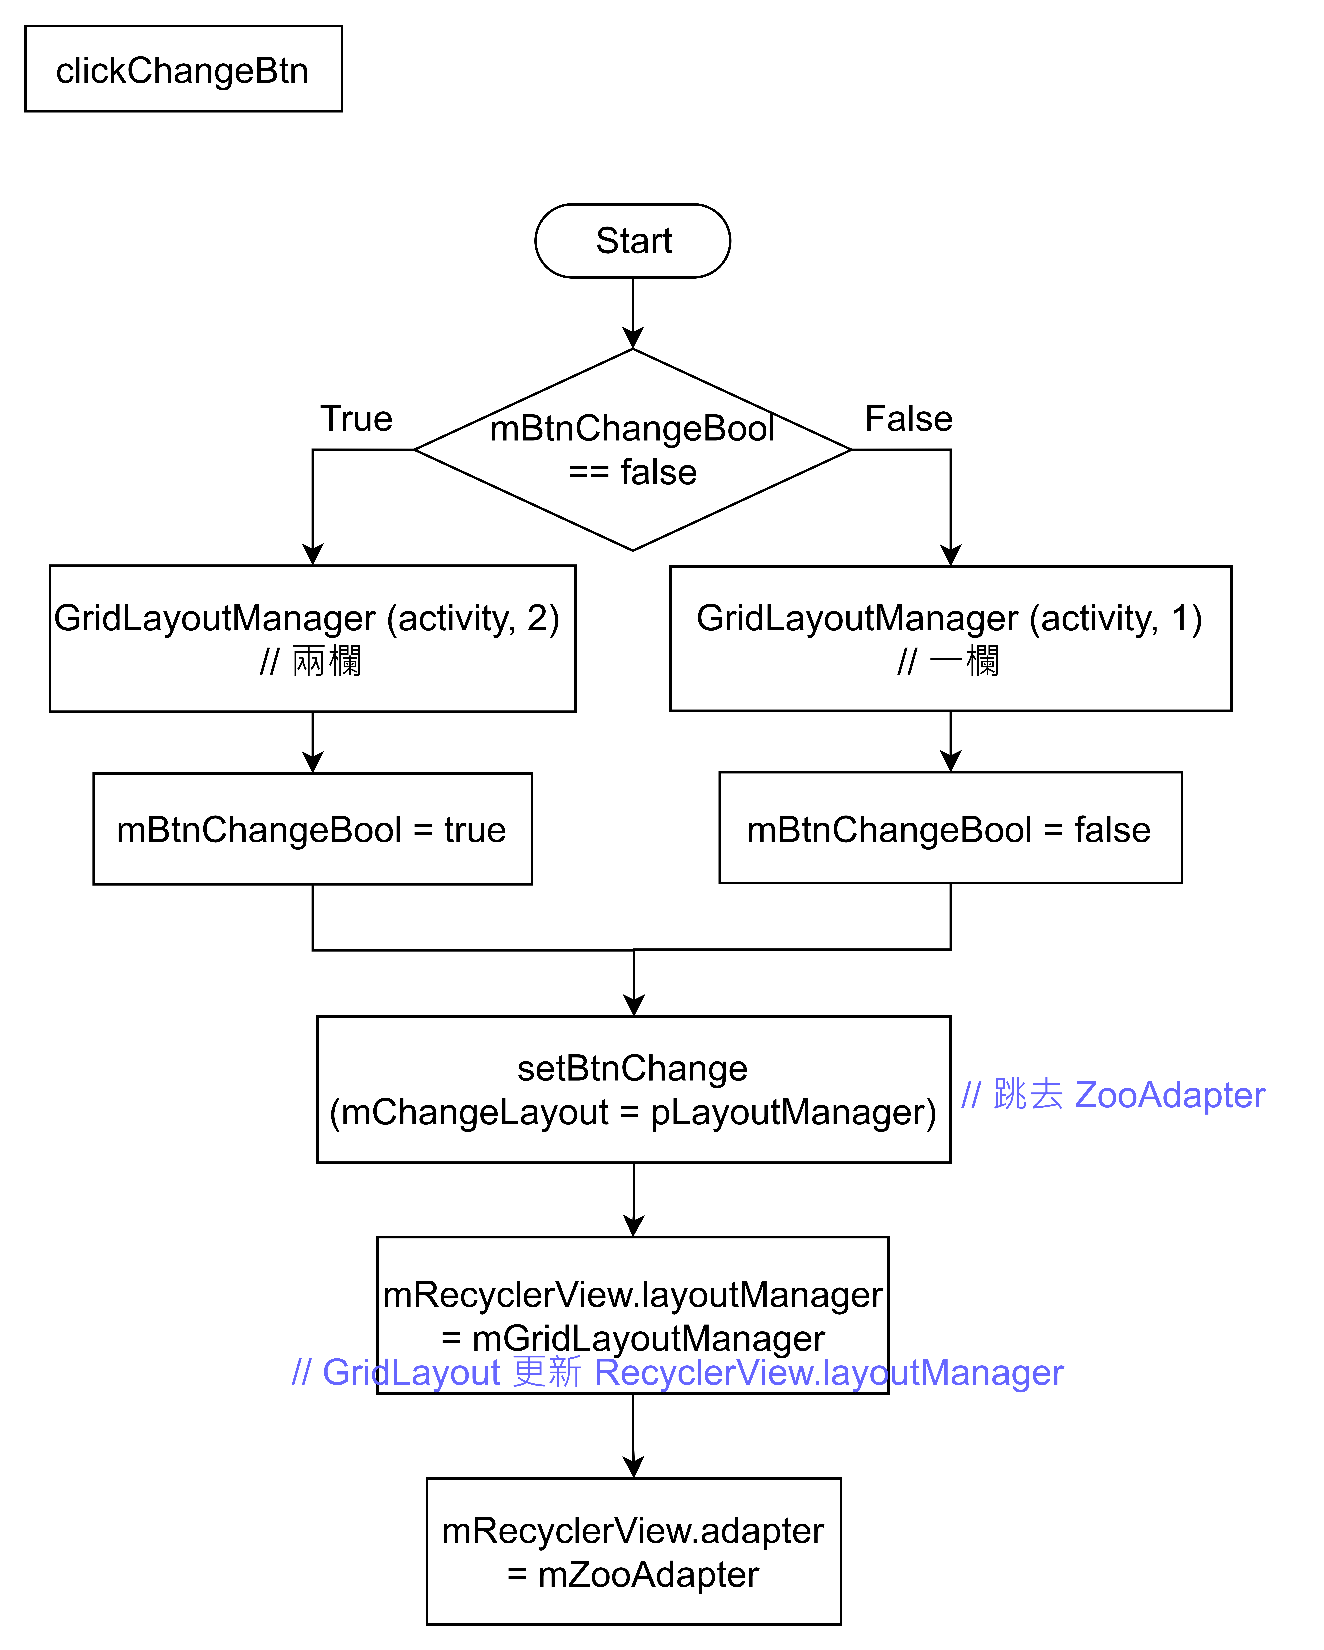 clickChangeBtn
Start
True
False
mBtnChangeBool
== false
GridLayoutManager (activity, 2)
// 兩欄
GridLayoutManager (activity, 1)
// 一欄
mBtnChangeBool = true
mBtnChangeBool = false
setBtnChange
(mChangeLayout = pLayoutManager)
// 跳去 ZooAdapter
mRecyclerView.layoutManager
= mGridLayoutManager
// GridLayout 更新 RecyclerView.layoutManager
mRecyclerView.adapter
= mZooAdapter